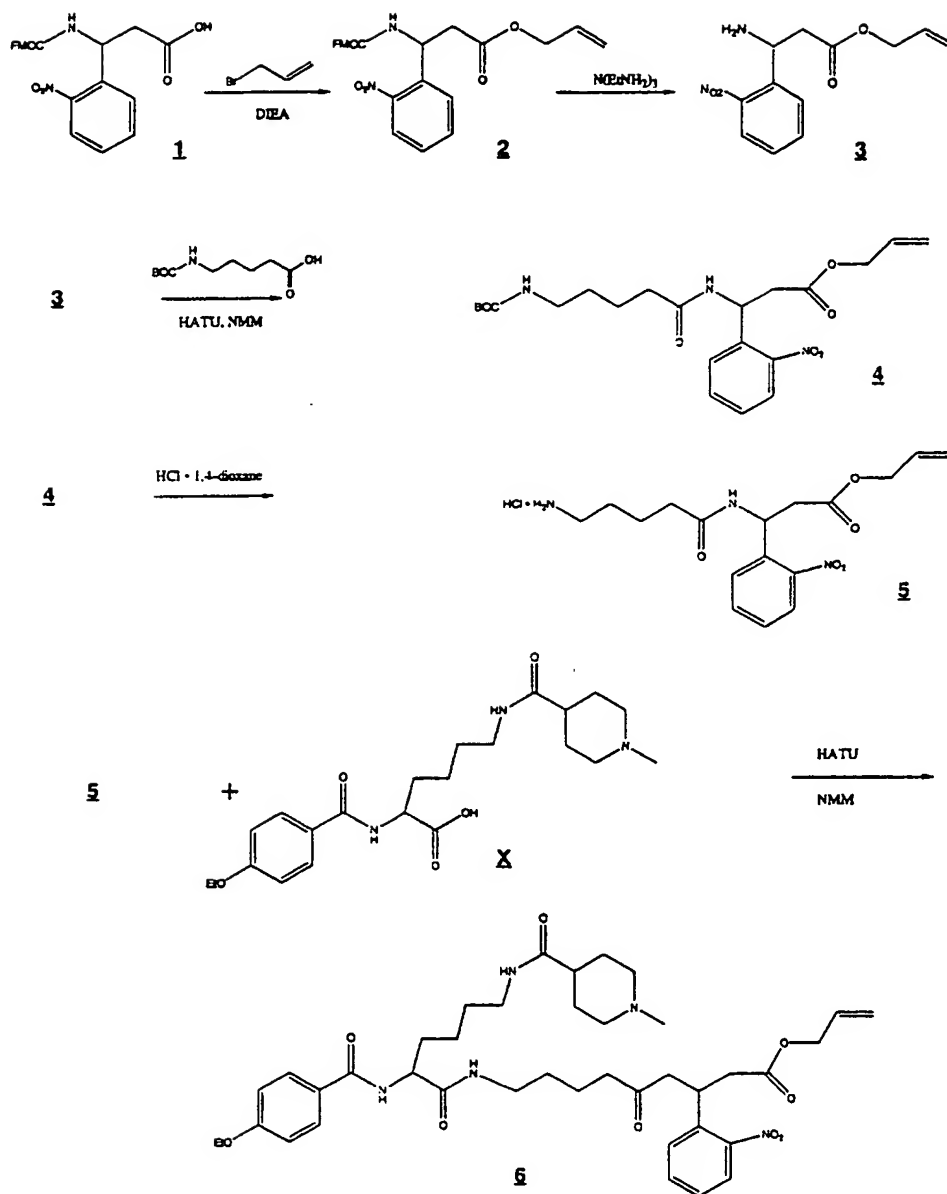 H
FMOC N OH
O
O₂N
1
Br
DIEA
H
FMOC N O
O
O₂N
2
N(EtNH₂)₃
H₂N O
O
NO2
3
3
H
BOC N OH
O
HATU, NMM
H
BOC N
H
N O
O
O
NO₂
4
4
HCl • 1,4-dioxane
HCl • H₂N
H
N O
O
O
NO₂
5
5
+
O
HN
N
O
N
H
OH
O
EtO
X
HATU
NMM
O
HN
N
O
N
H
O
H
N
O
O
O
NO₂
EtO
6